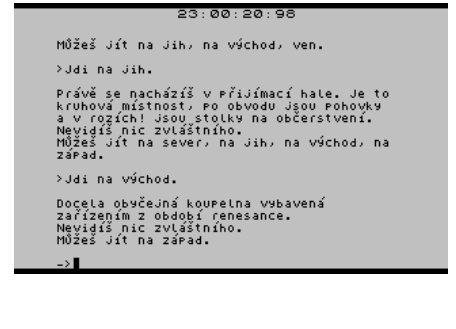 23:00:20:98
Můžeš jít na jih, na východ, ven.
>Jdi na jih.
Právě se nacházíš v přijímací hale. Je to
kruhová místnost, po obvodu jsou pohovky
a v rozích! jsou stolky na občerstvení.
Nevidíš nic zvláštního.
Můžeš jít na sever, na jih, na východ, na
západ.
>Jdi na východ.
Docela obyčejná koupelna vybavená
zařízením z období renesance.
Nevidíš nic zvláštního.
Můžeš jít na západ.
->